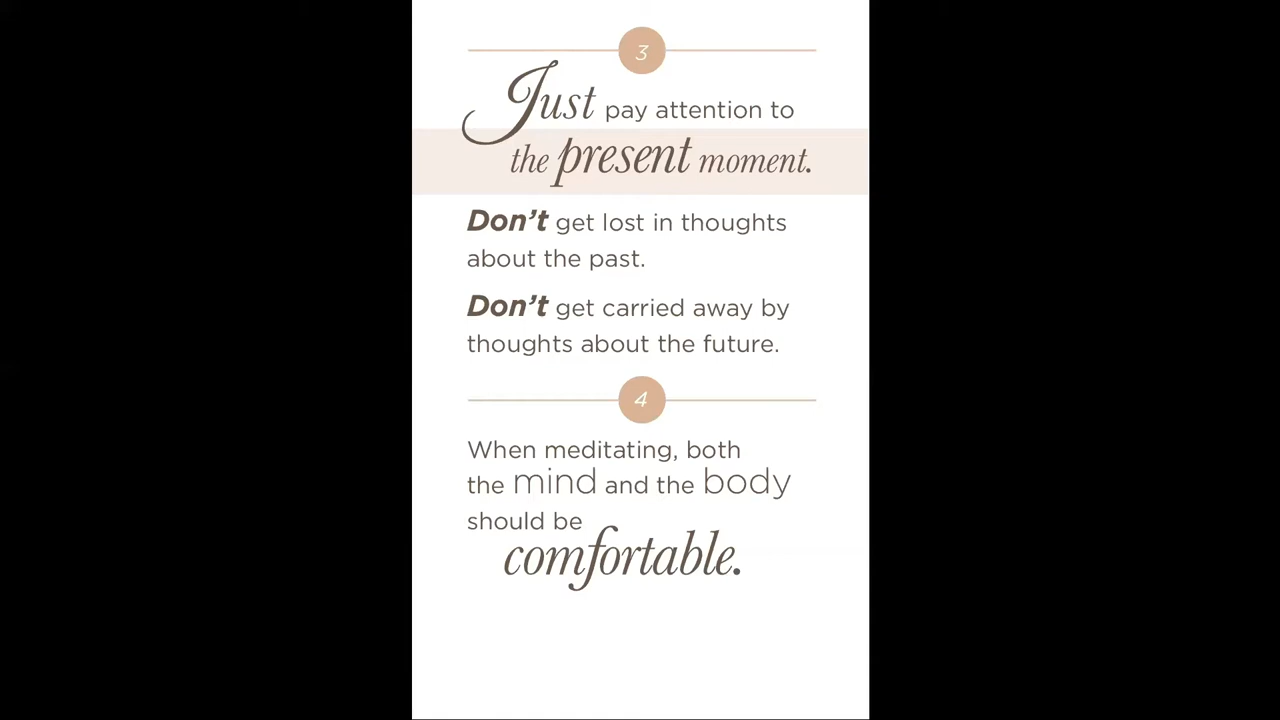 3
Just pay attention to
the present moment.
Don’t get lost in thoughts
about the past.
Don’t get carried away by
thoughts about the future.
4
When meditating, both
the mind and the body
should be
comfortable.